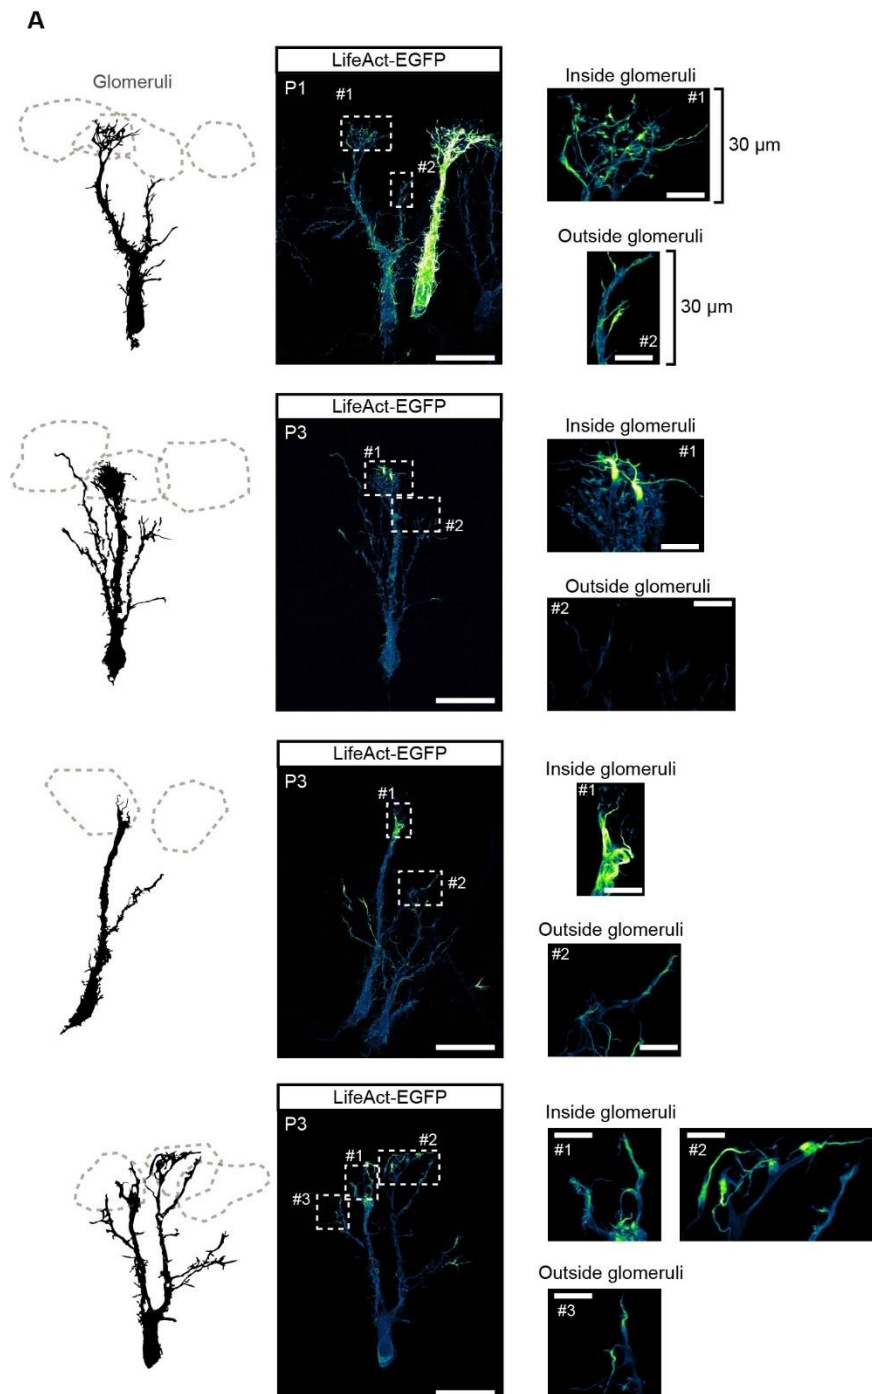 A
Glomeruli
LifeAct-EGFP
P1
#1
#2
Inside glomeruli
#1
30 µm
Outside glomeruli
#2
30 µm
LifeAct-EGFP
P3
#1
#2
Inside glomeruli
#1
Outside glomeruli
#2
LifeAct-EGFP
P3
#1
#2
Inside glomeruli
#1
Outside glomeruli
#2
LifeAct-EGFP
P3
#1
#2
#3
Inside glomeruli
#1
#2
Outside glomeruli
#3